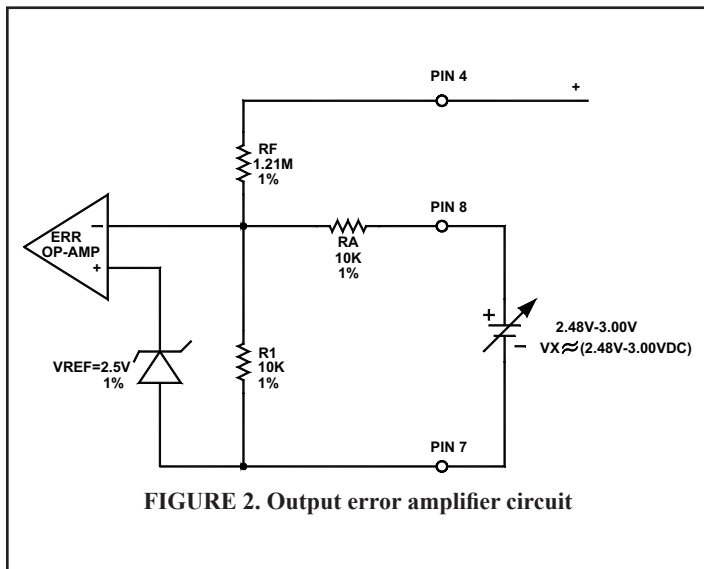 PIN 4
+
RF
1.21M
1%
PIN 8
−
ERR
OP-AMP
+
RA
10K
1%
+
−
2.48V-3.00V
VX≈(2.48V-3.00VDC)
VREF=2.5V
1%
R1
10K
1%
PIN 7
FIGURE 2. Output error amplifier circuit